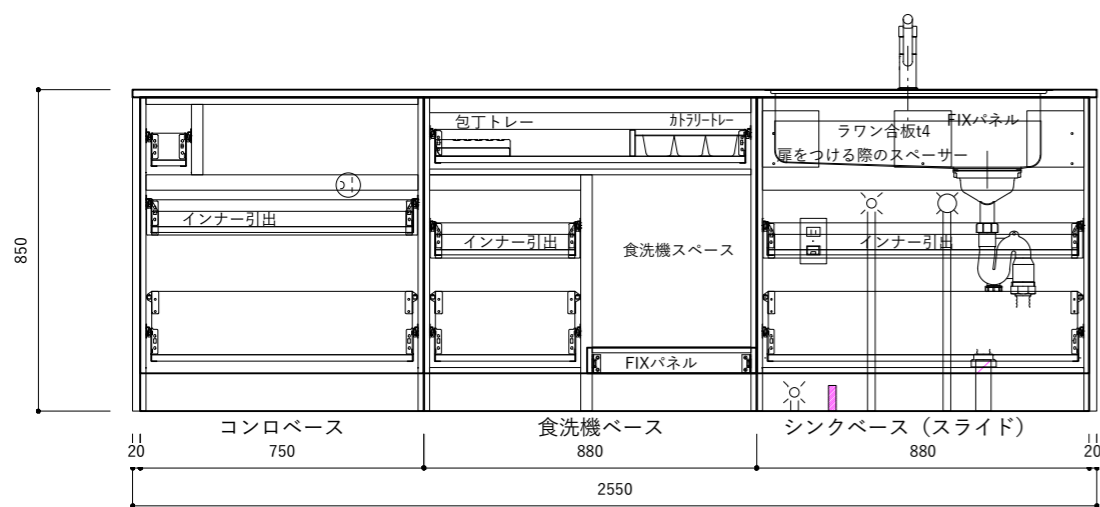 包丁トレー
カトラリートレー
FIXパネル
ラワン合板t4
扉をつける際のスペーサー
インナー引出
インナー引出
食洗機スペース
インナー引出
FIXパネル
850
コンロベース
食洗機ベース
シンクベース（スライド）
20
750
880
880
20
2550